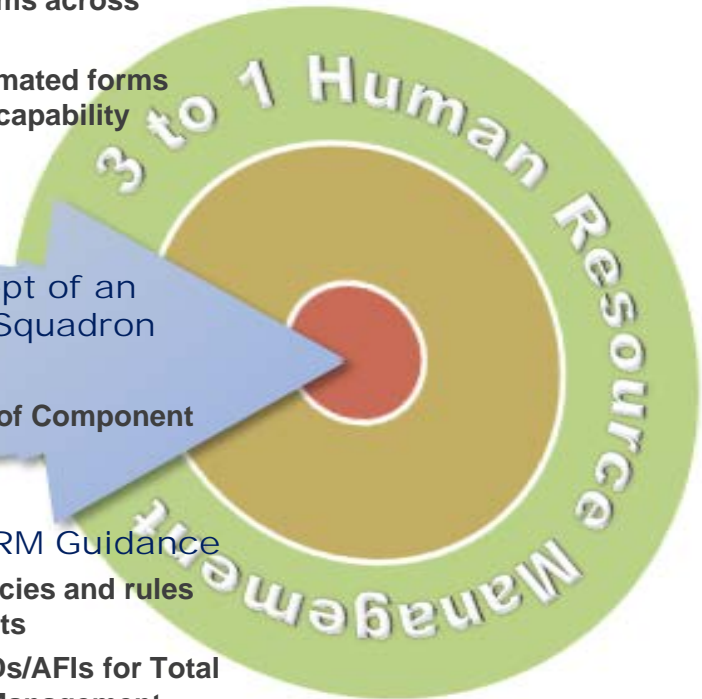 ms across
mated forms
capability
3 to 1 Human Resource Management
pt of an
Squadron
of Component
RM Guidance
cies and rules
ts
Ds/AFIs for Total
Management